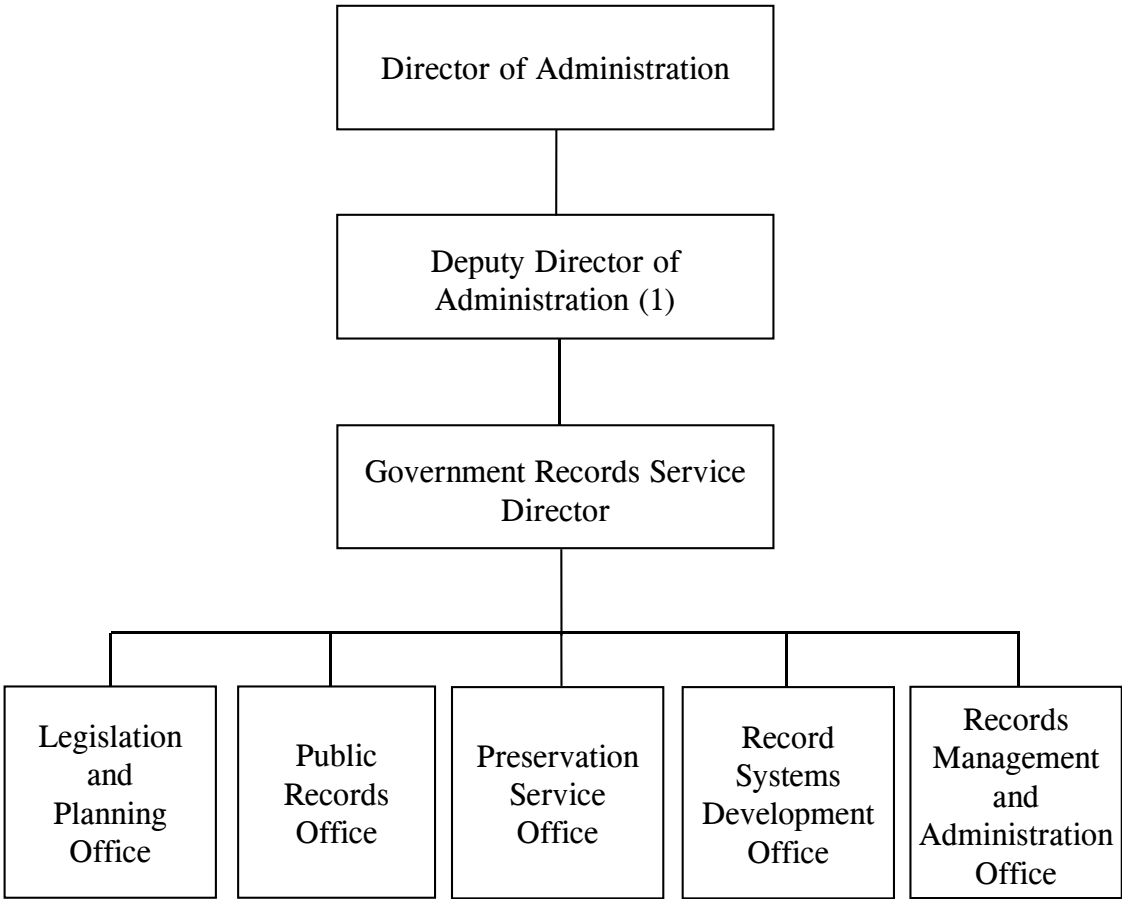 Director of Administration
Deputy Director of
Administration (1)
Government Records Service
Director
Legislation
and
Planning
Office
Public
Records
Office
Preservation
Service
Office
Record
Systems
Development
Office
Records
Management
and
Administration
Office